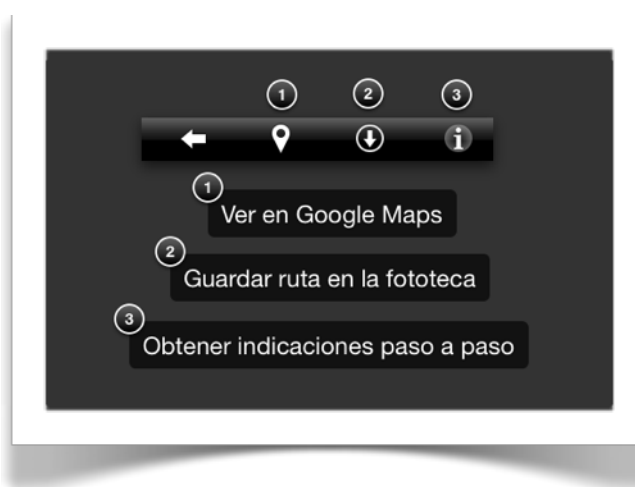 1 2 3
i
1
Ver en Google Maps
2
Guardar ruta en la fototeca
3
Obtener indicaciones paso a paso